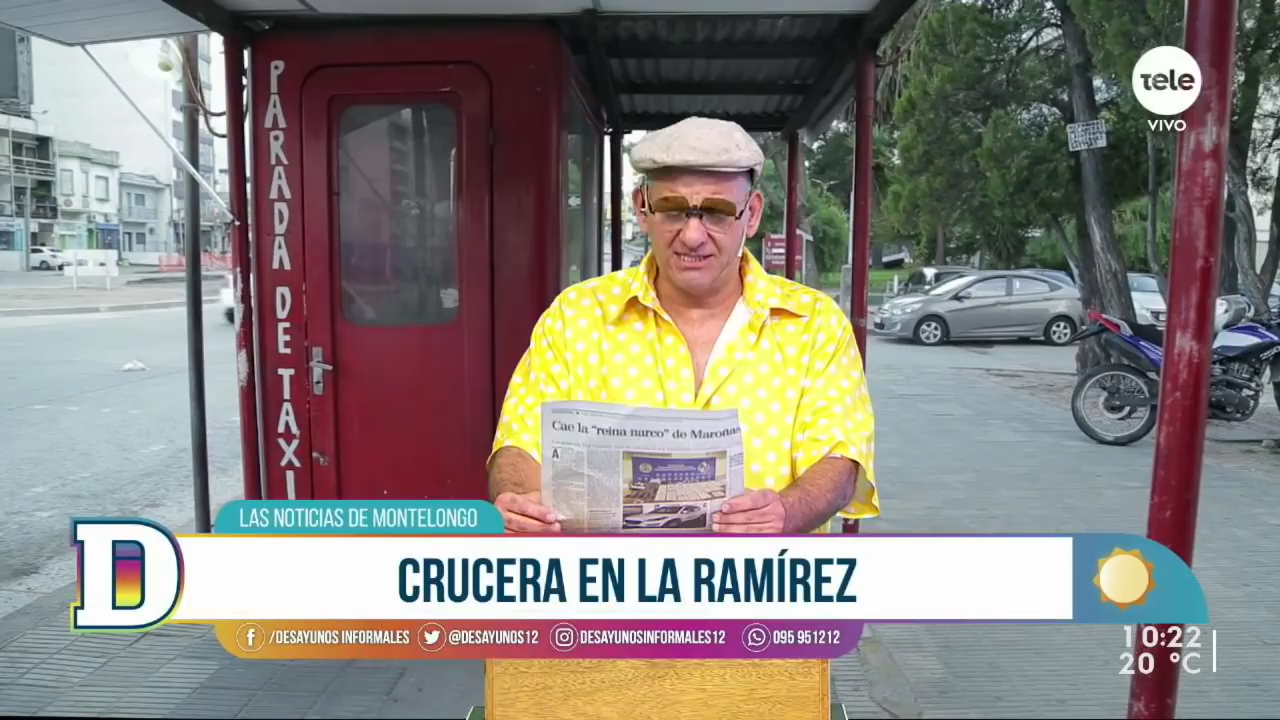 PARADA DE TAXI
tele
VIVO
Cae la "reina narco" de Maroñas
LAS NOTICIAS DE MONTELONGO
D
CRUCERA EN LA RAMÍREZ
/DESAYUNOS INFORMALES
@DESAYUNOS12
DESAYUNOSINFORMALES12
095 951212
10:22
20 °C